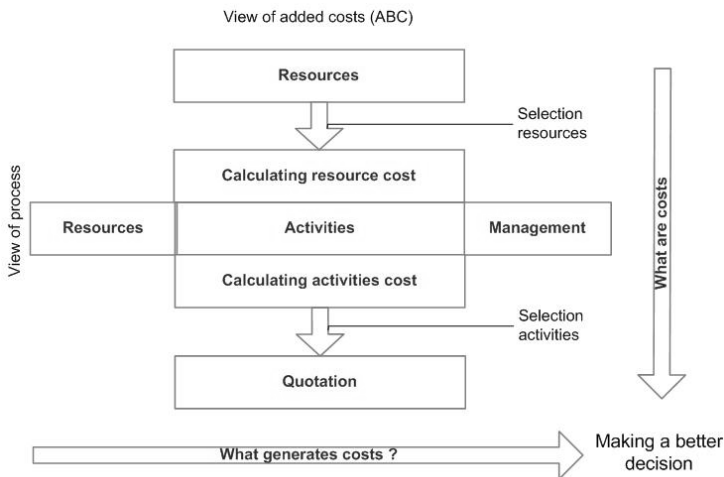 View of added costs (ABC)
Resources
Selection
resources
Calculating resource cost
View of process
Resources
Activities
Management
What are costs
Calculating activities cost
Selection
activities
Quotation
What generates costs ?
Making a better
decision